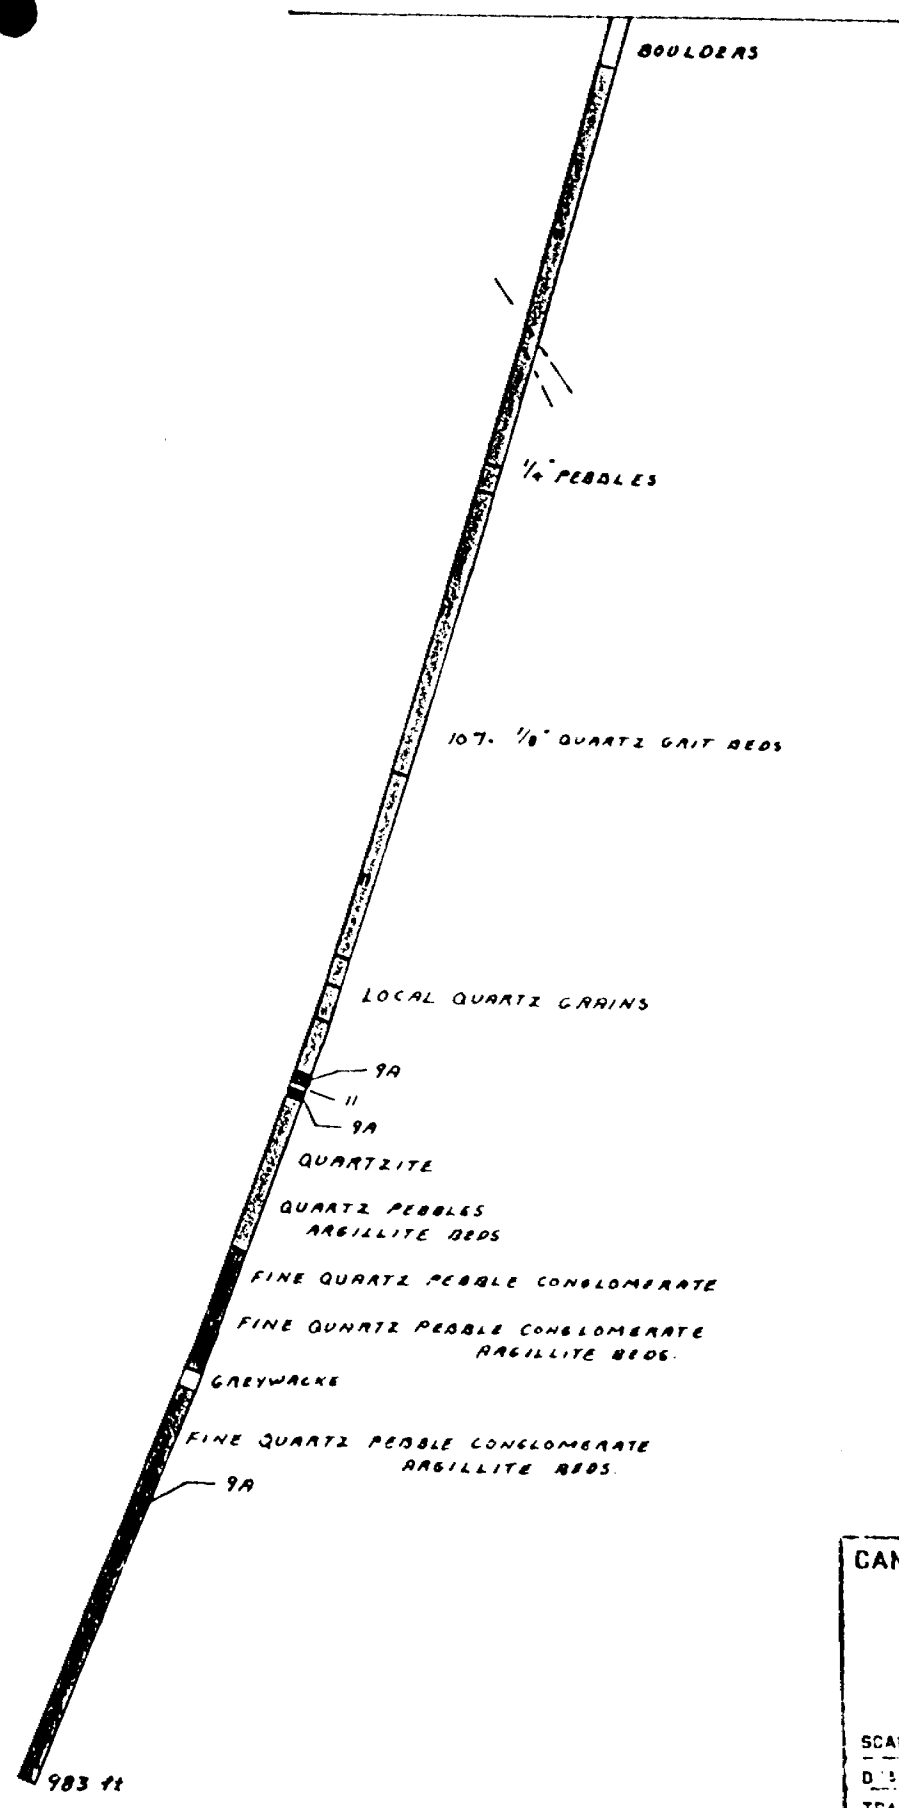 BOULDERS
1/4" PEBBLES
10%. 1/8" QUARTZ GRIT BEDS
LOCAL QUARTZ GRAINS
9A
11
9A
QUARTZITE
QUARTZ PEBBLES
ARGILLITE BEDS
FINE QUARTZ PEBBLE CONGLOMERATE
FINE QUARTZ PEBBLE CONGLOMERATE
ARGILLITE BEDS.
GREYWACKE
FINE QUARTZ PEBBLE CONGLOMERATE
ARGILLITE BEDS.
9A
983 ft
CAN
SCA